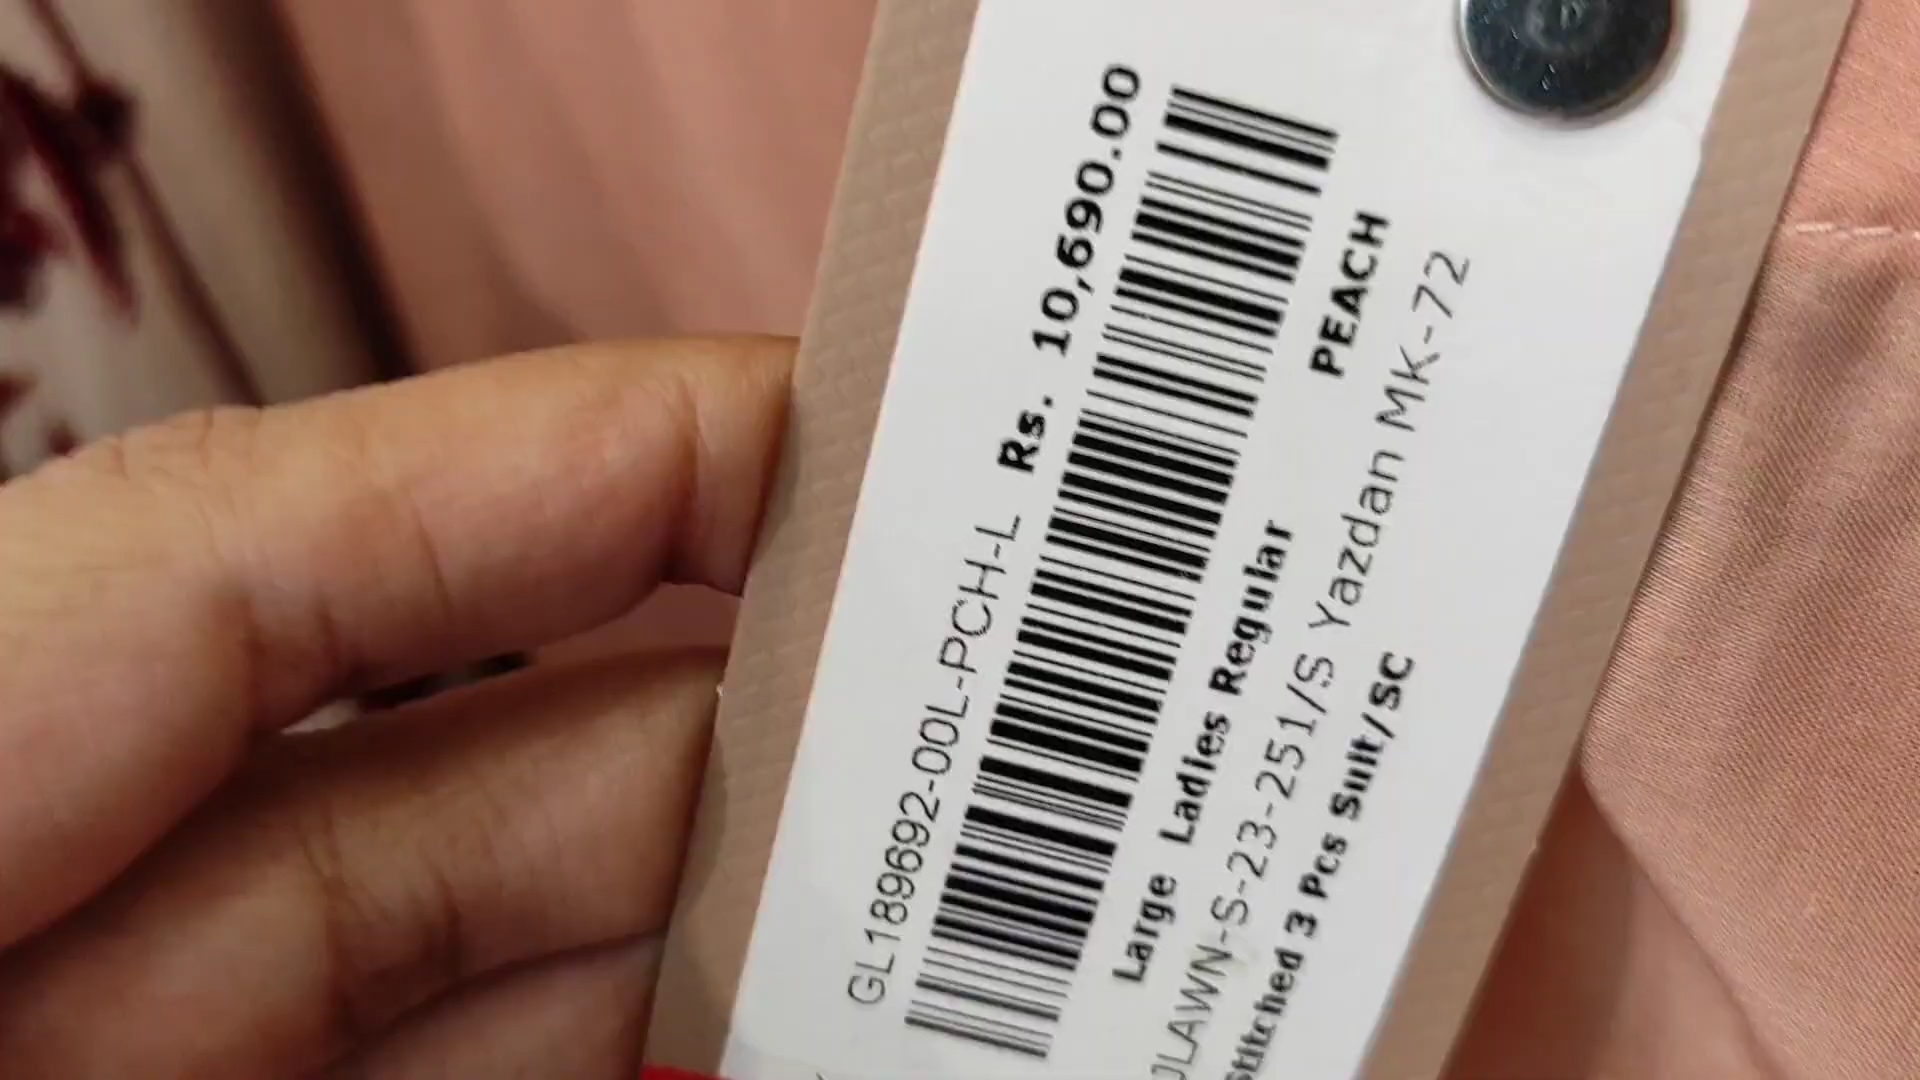 GL189692-00L-PCH-L Rs. 10,690.00
Large Ladies Regular PEACH
JLAWN-S-23-251/S Yazdan MK-72
Stitched 3 Pcs Suit/SC